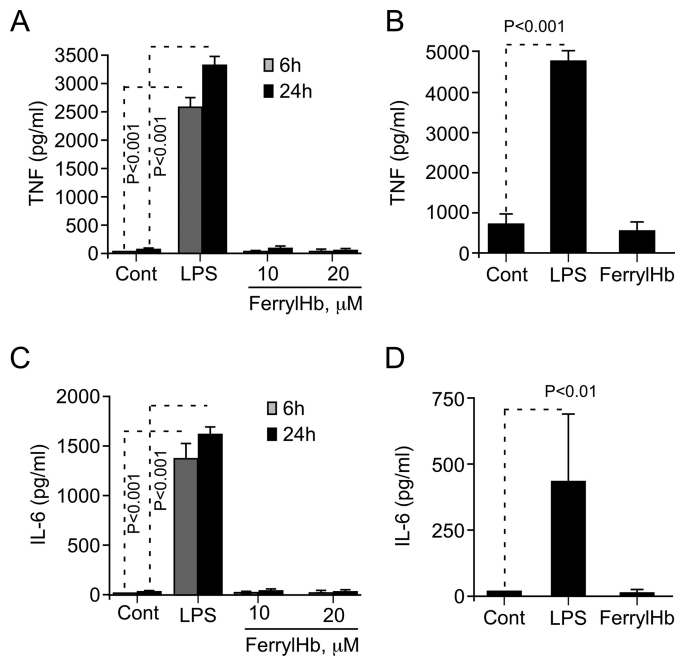 A
TNF (pg/ml)
3500
3000
2500
2000
1500
1000
500
0
P<0.001
P<0.001
6h
24h
Cont
LPS
10
20
FerrylHb, μM
B
TNF (pg/ml)
5000
4000
3000
2000
1000
0
P<0.001
Cont
LPS
FerrylHb
C
IL-6 (pg/ml)
2000
1500
1000
500
0
P<0.001
P<0.001
6h
24h
Cont
LPS
10
20
FerrylHb, μM
D
IL-6 (pg/ml)
750
500
250
0
P<0.01
Cont
LPS
FerrylHb